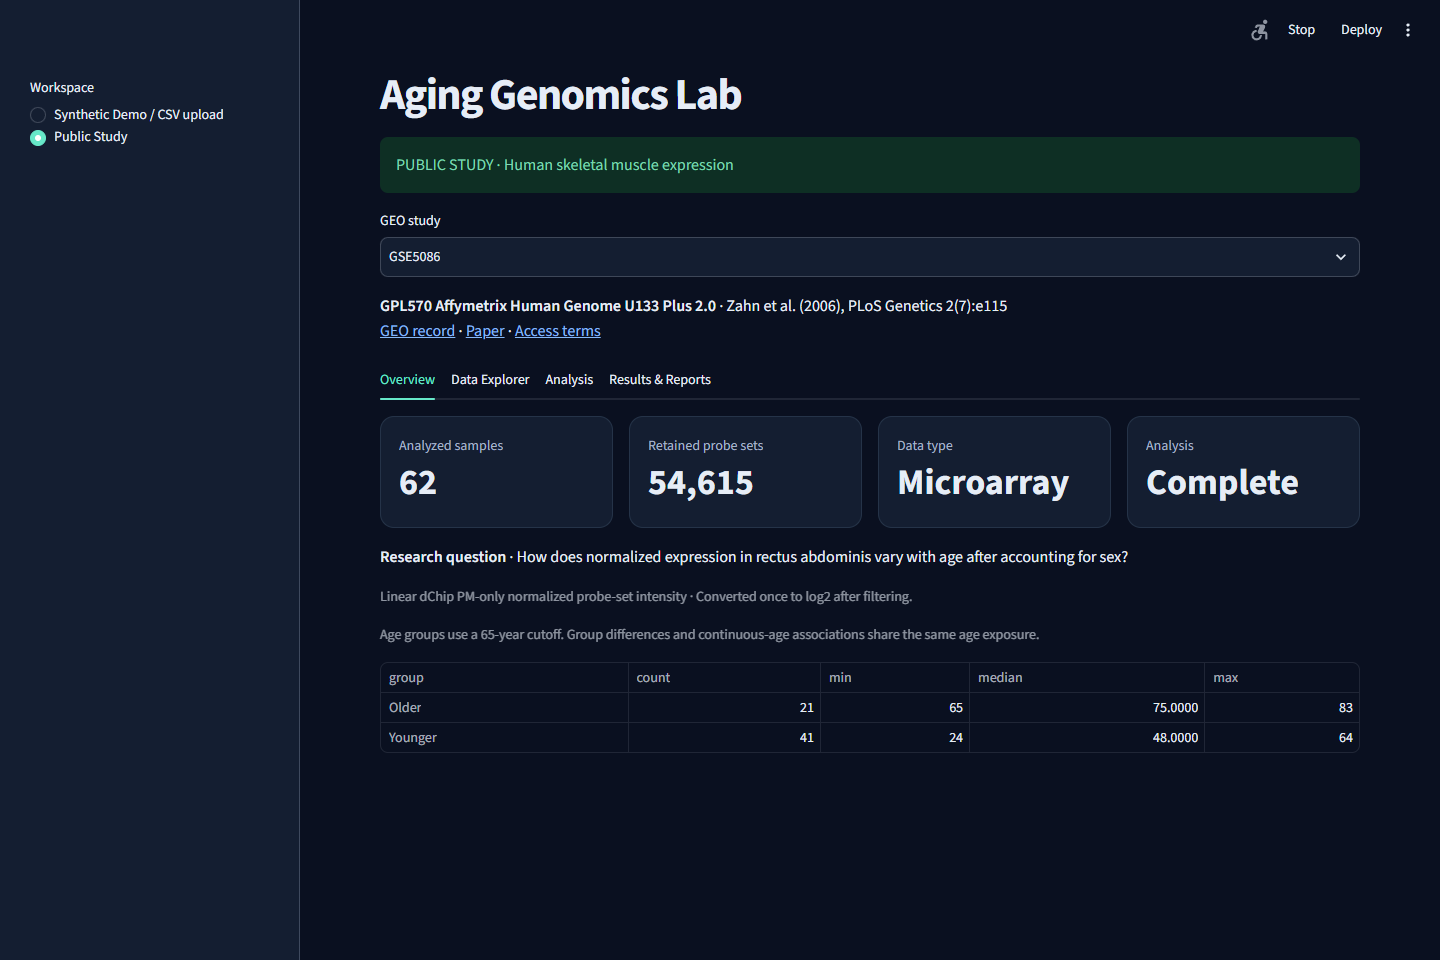 Stop Deploy
Workspace
Synthetic Demo / CSV upload
Public Study
Aging Genomics Lab
PUBLIC STUDY · Human skeletal muscle expression
GEO study
GSE5086
GPL570 Affymetrix Human Genome U133 Plus 2.0 · Zahn et al. (2006), PLoS Genetics 2(7):e115
GEO record · Paper · Access terms
Overview Data Explorer Analysis Results & Reports
Analyzed samples
62
Retained probe sets
54,615
Data type
Microarray
Analysis
Complete
Research question · How does normalized expression in rectus abdominis vary with age after accounting for sex?
Linear dChip PM-only normalized probe-set intensity · Converted once to log2 after filtering.
Age groups use a 65-year cutoff. Group differences and continuous-age associations share the same age exposure.
group count min median max
Older 21 65 75.0000 83
Younger 41 24 48.0000 64